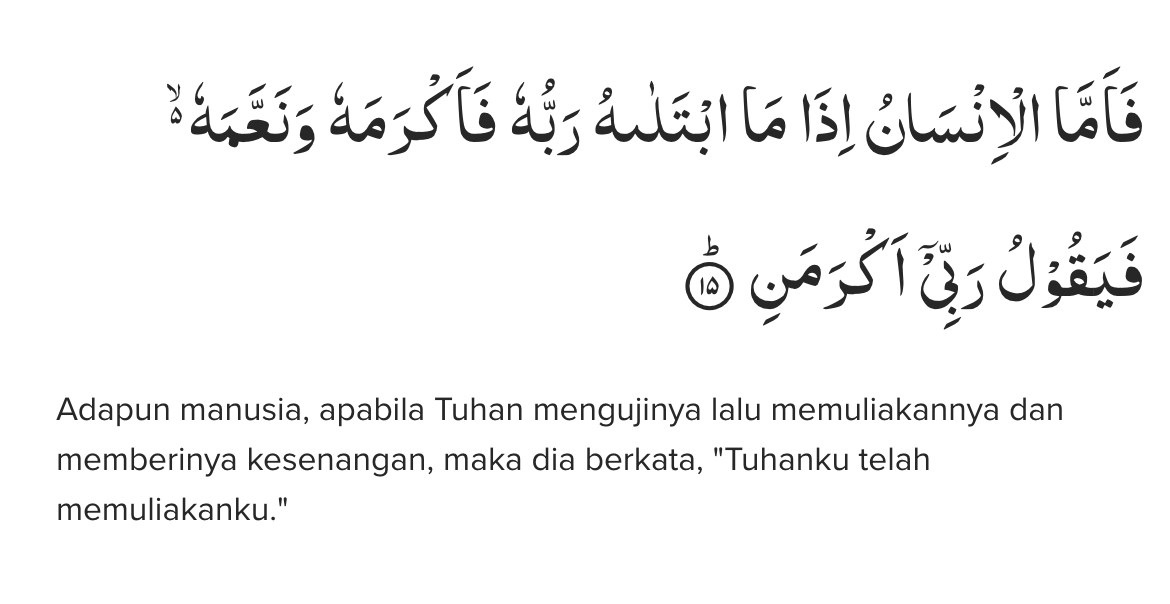 فَاَمَّا الْاِنْسَانُ اِذَا مَا ابْتَلٰىهُ رَبُّهٗ فَاَكْرَمَهٗ وَنَعَّمَهٗ ۙ۵
فَيَقُوْلُ رَبِّيْٓ اَكْرَمَنِ ۗ ۝١٥
Adapun manusia, apabila Tuhan mengujinya lalu memuliakannya dan
memberinya kesenangan, maka dia berkata, "Tuhanku telah
memuliakanku."